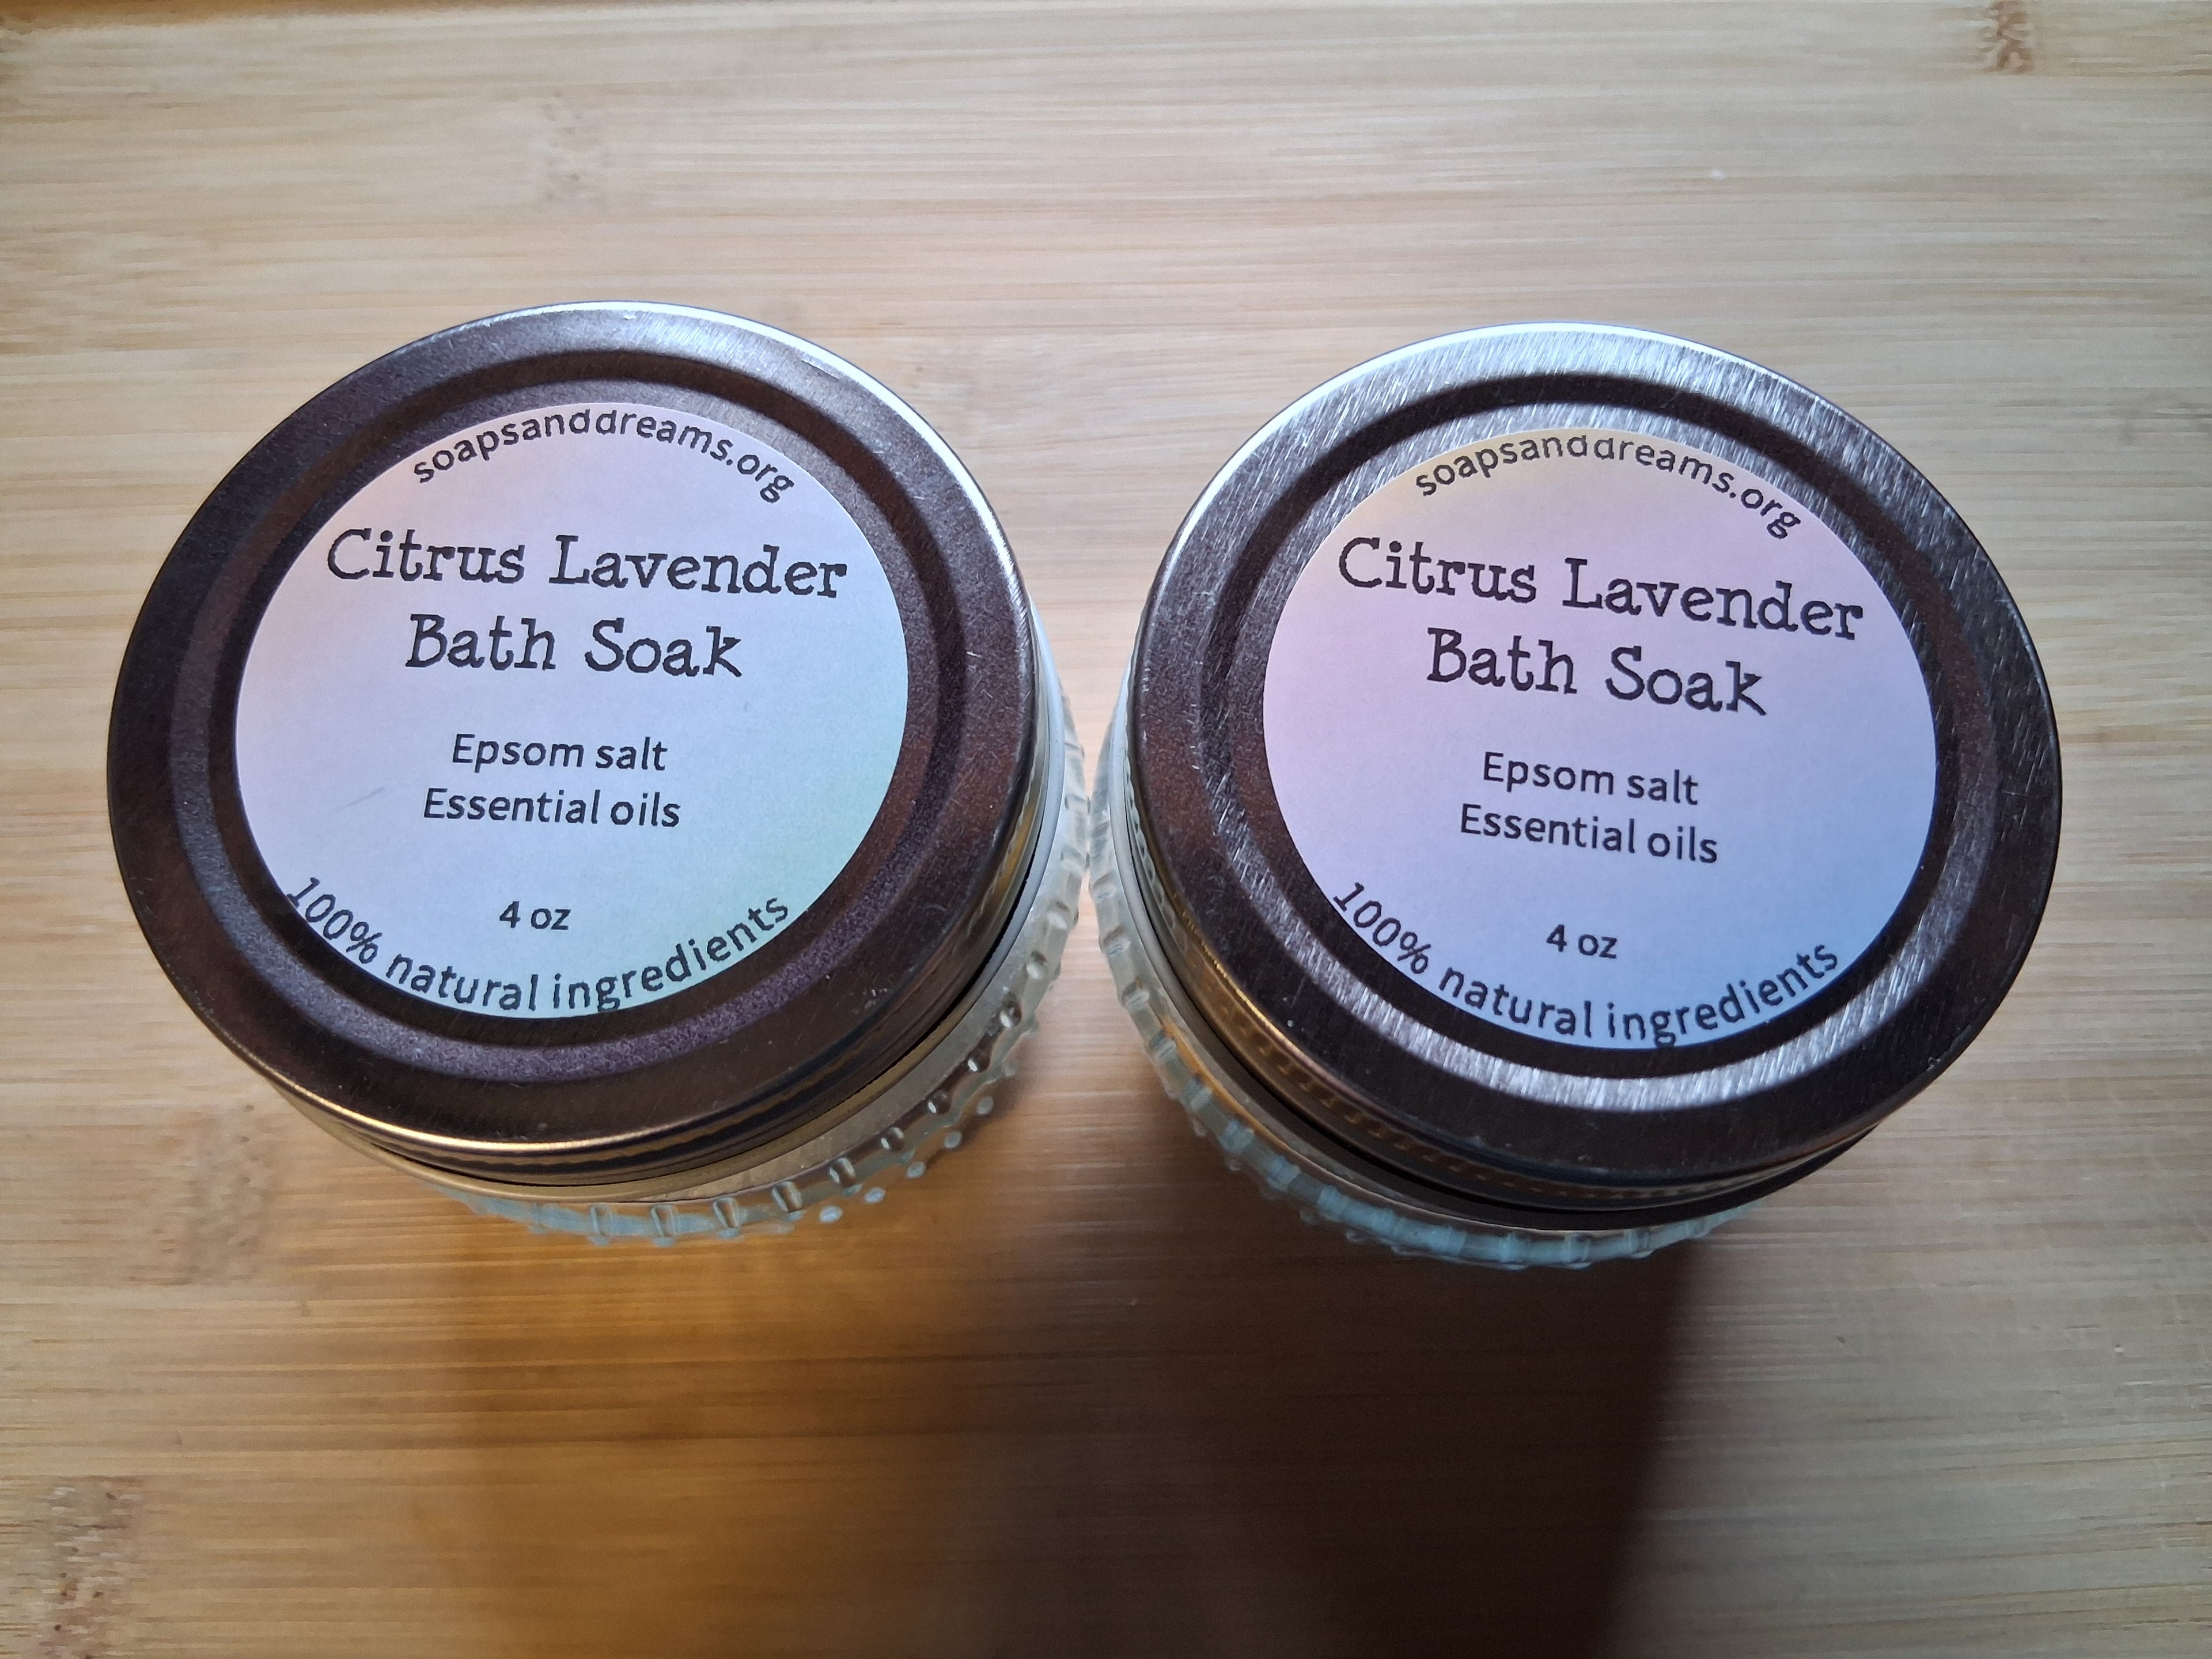 soapsanddreams.org
Citrus Lavender
Bath Soak
Epsom salt
Essential oils
4 oz
100% natural ingredients
soapsanddreams.org
Citrus Lavender
Bath Soak
Epsom salt
Essential oils
4 oz
100% natural ingredients